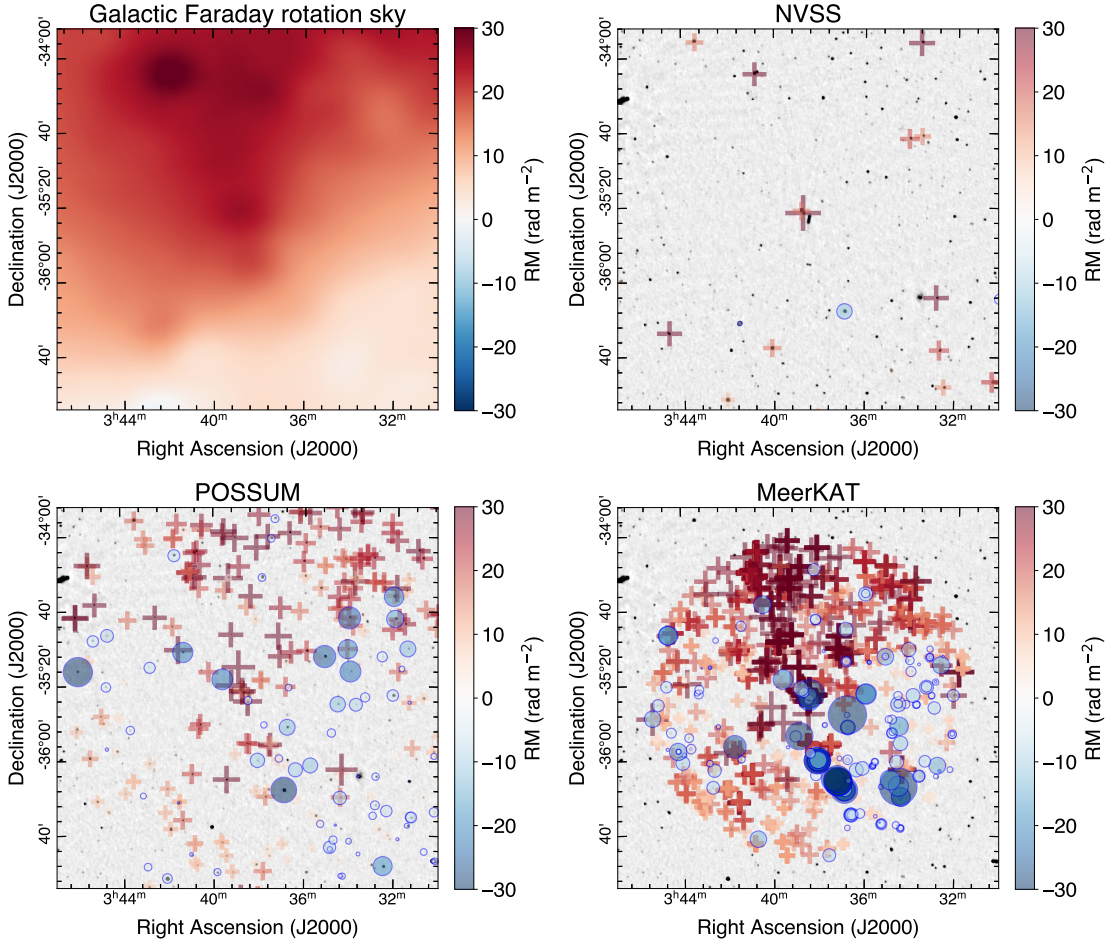 Galactic Faraday rotation sky
-34°00'
40'
-35°20'
-36°00'
40'
3ʰ44ᵐ
40ᵐ
36ᵐ
32ᵐ
Declination (J2000)
Right Ascension (J2000)
30
20
10
0
−10
−20
−30
RM (rad m⁻²)
NVSS
-34°00'
40'
-35°20'
-36°00'
40'
3ʰ44ᵐ
40ᵐ
36ᵐ
32ᵐ
Declination (J2000)
Right Ascension (J2000)
30
20
10
0
−10
−20
−30
RM (rad m⁻²)
POSSUM
-34°00'
40'
-35°20'
-36°00'
40'
3ʰ44ᵐ
40ᵐ
36ᵐ
32ᵐ
Declination (J2000)
Right Ascension (J2000)
30
20
10
0
−10
−20
−30
RM (rad m⁻²)
MeerKAT
-34°00'
40'
-35°20'
-36°00'
40'
3ʰ44ᵐ
40ᵐ
36ᵐ
32ᵐ
Declination (J2000)
Right Ascension (J2000)
30
20
10
0
−10
−20
−30
RM (rad m⁻²)